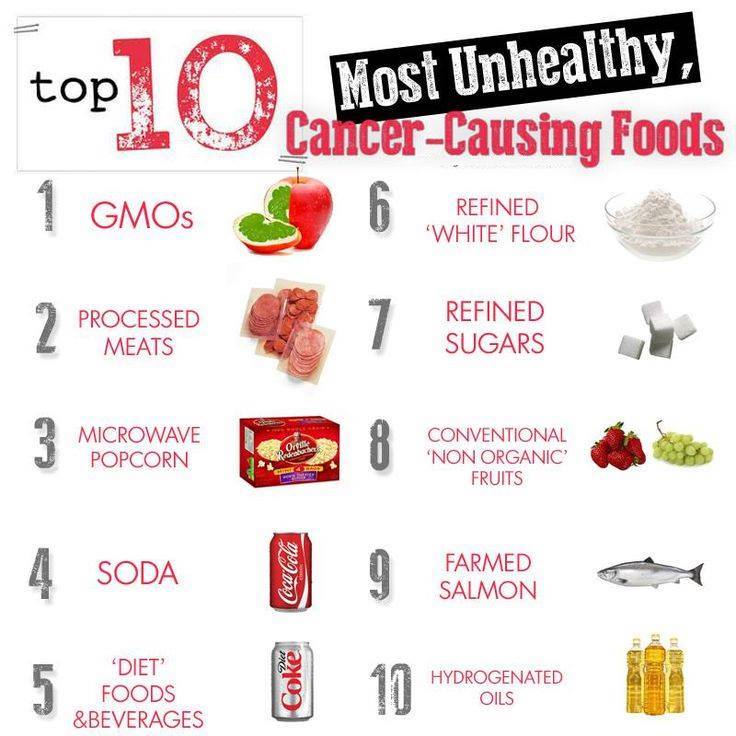 top 10
Most Unhealthy,
Cancer-Causing Foods
1
GMOs
2
PROCESSED
MEATS
3
MICROWAVE
POPCORN
Orville
Redenbacher's
4
SODA
Coca-Cola
5
‘DIET’
FOODS
&BEVERAGES
Diet
Coke
6
REFINED
‘WHITE’ FLOUR
7
REFINED
SUGARS
8
CONVENTIONAL
‘NON ORGANIC’
FRUITS
9
FARMED
SALMON
10
HYDROGENATED
OILS